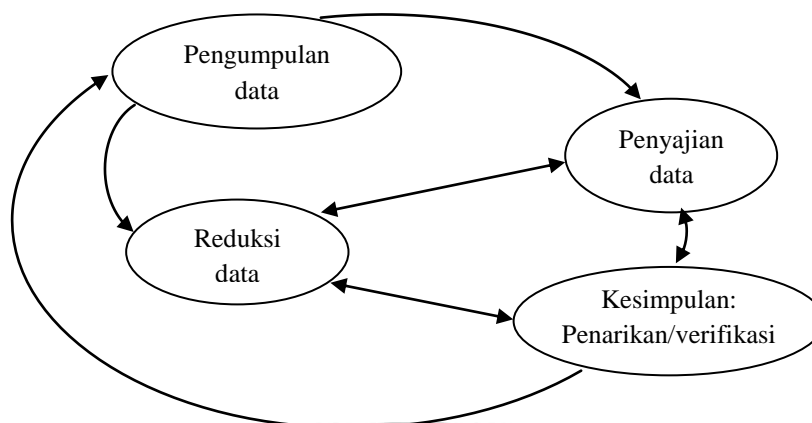 Pengumpulan
data
Penyajian
data
Reduksi
data
Kesimpulan:
Penarikan/verifikasi